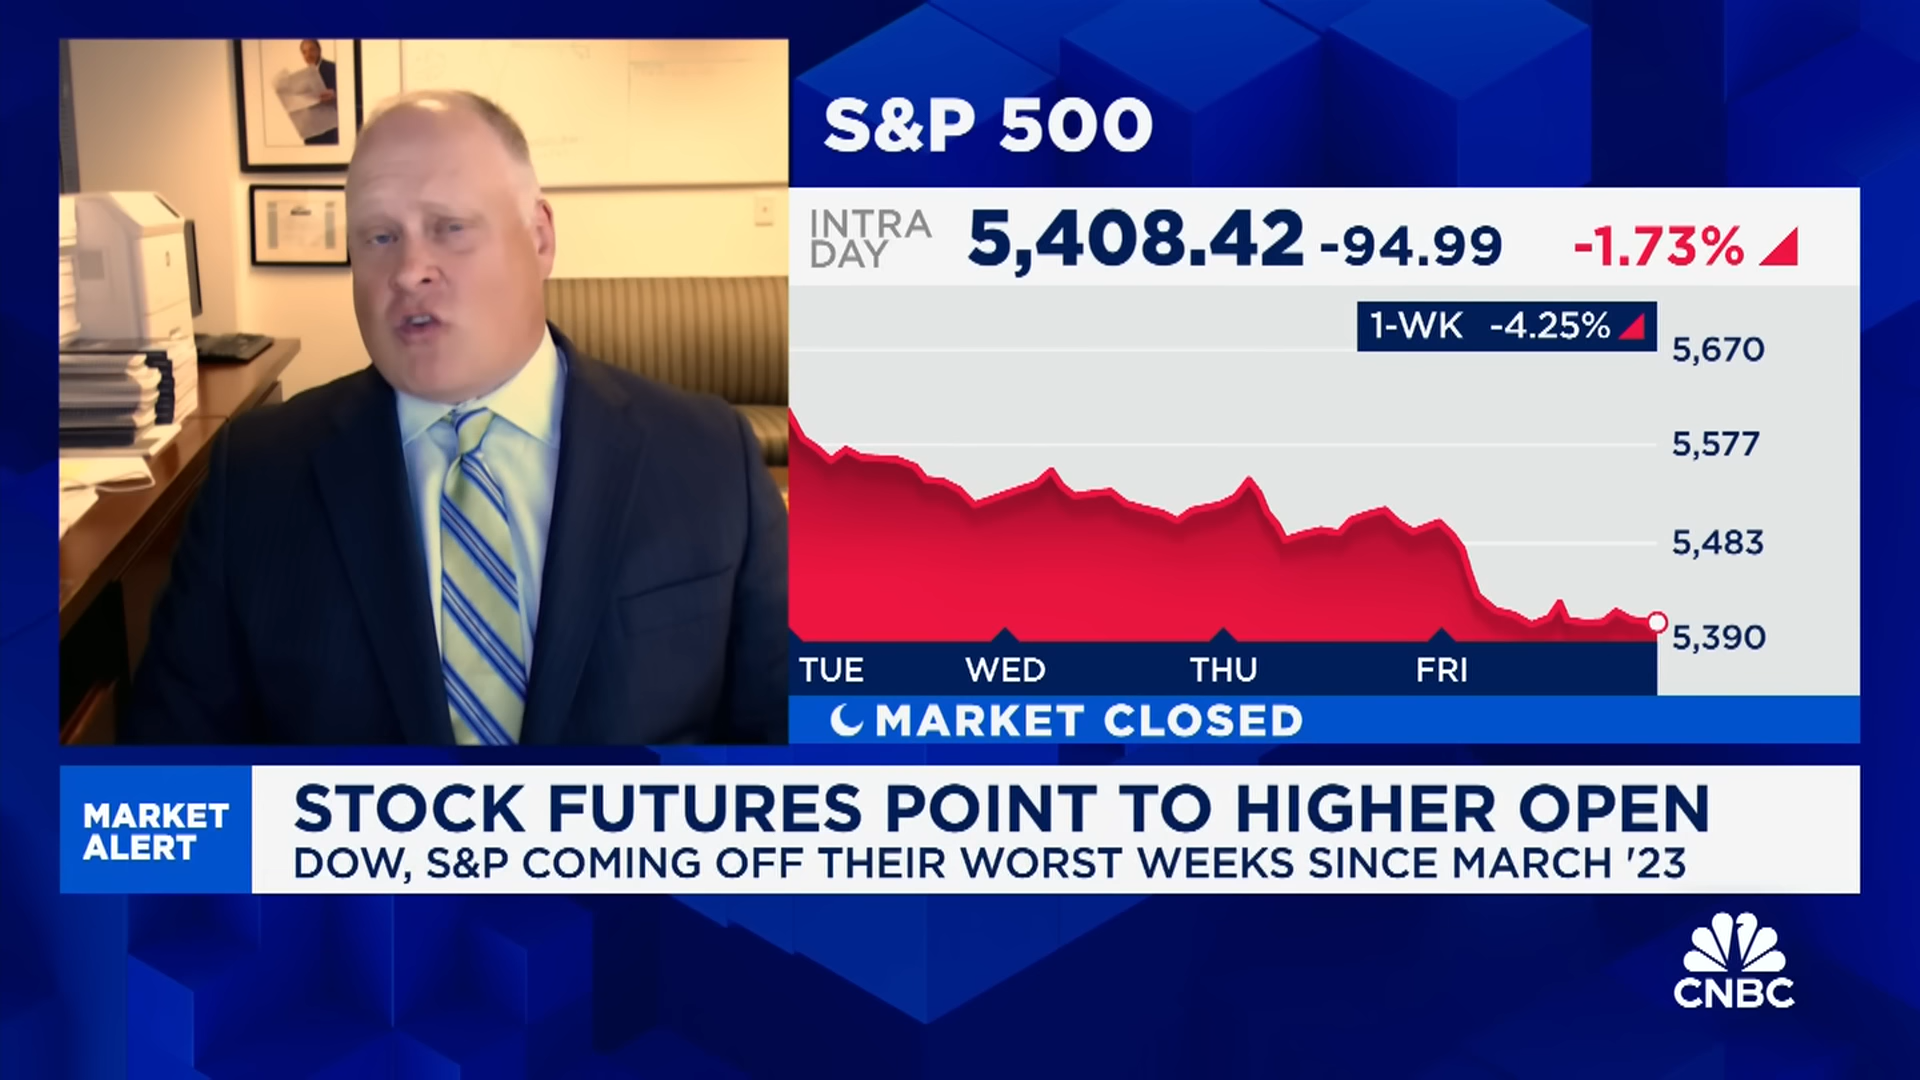 S&P 500
INTRA
DAY
5,408.42 -94.99 -1.73%
1-WK -4.25%
5,670
5,577
5,483
5,390
TUE WED THU FRI
MARKET CLOSED
MARKET
ALERT
STOCK FUTURES POINT TO HIGHER OPEN
DOW, S&P COMING OFF THEIR WORST WEEKS SINCE MARCH '23
CNBC